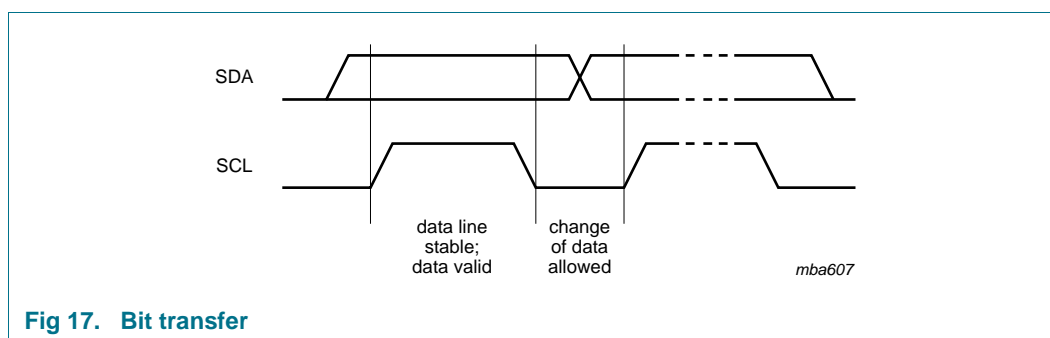 SDA
SCL
data line
stable;
data valid
change
of data
allowed
mba607
Fig 17. Bit transfer